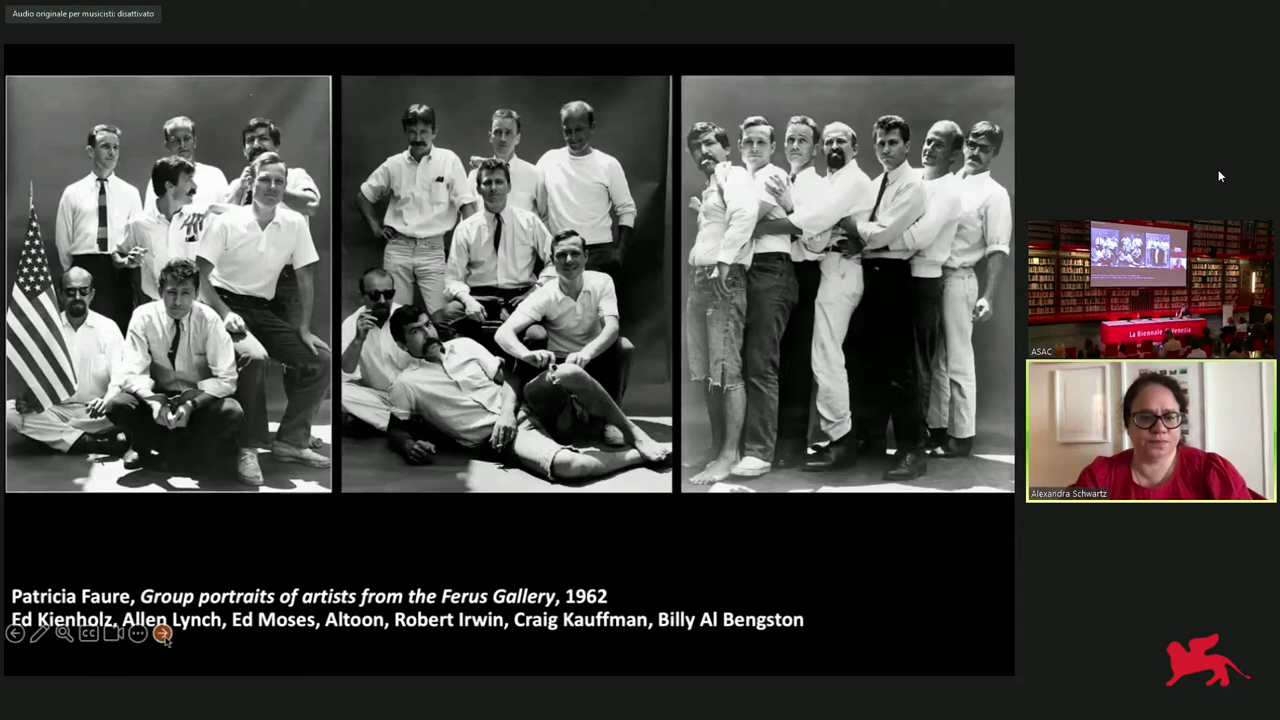 Audio originale per musicisti: disattivato
La Biennale di Venezia
ASAC
Alexandra Schwartz
Patricia Faure, Group portraits of artists from the Ferus Gallery, 1962
Ed Kienholz, Allen Lynch, Ed Moses, Altoon, Robert Irwin, Craig Kauffman, Billy Al Bengston
CC